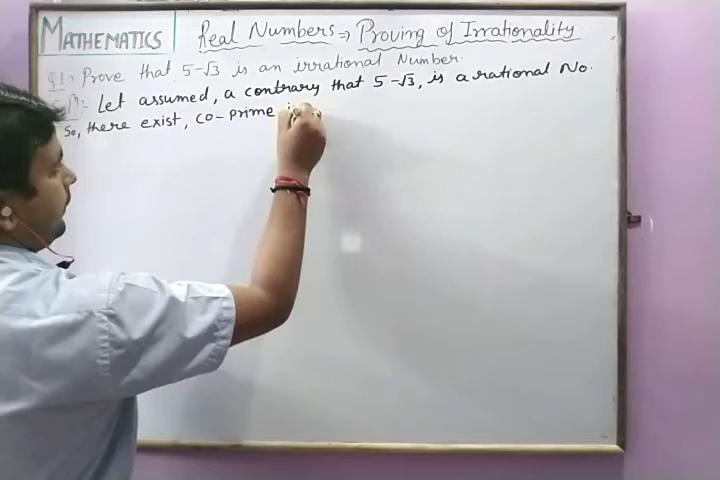 MATHEMATICS Real Numbers ⇒ Proving of Irrationality
Q1:- Prove that 5-√3 is an irrational Number.
Let assumed, a contrary that 5-√3, is a rational No.
So, there exist, co-prime